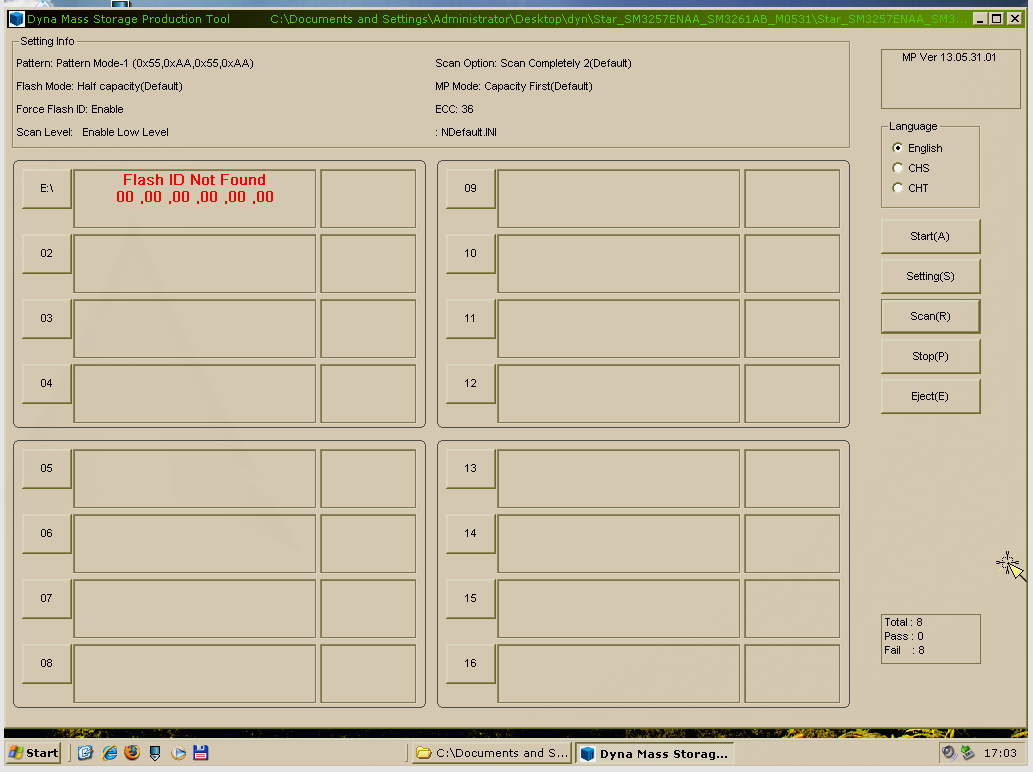 Dyna Mass Storage Production Tool C:\Documents and Settings\Administrator\Desktop\dyn\Star_SM3257ENAA_SM3261AB_M0531\Star_SM3257ENAA_SM3...
Setting Info
Pattern: Pattern Mode-1 (0x55,0xAA,0x55,0xAA)
Scan Option: Scan Completely 2(Default)
Flash Mode: Half capacity(Default)
MP Mode: Capacity First(Default)
Force Flash ID: Enable
ECC: 36
Scan Level: Enable Low Level
: NDefault.INI
MP Ver 13.05.31.01
Language
English
CHS
CHT
E:\
Flash ID Not Found
00 ,00 ,00 ,00 ,00 ,00
02
03
04
09
10
11
12
05
06
07
08
13
14
15
16
Start(A)
Setting(S)
Scan(R)
Stop(P)
Eject(E)
Total : 8
Pass : 0
Fail : 8
Start
C:\Documents and S...
Dyna Mass Storag...
17:03